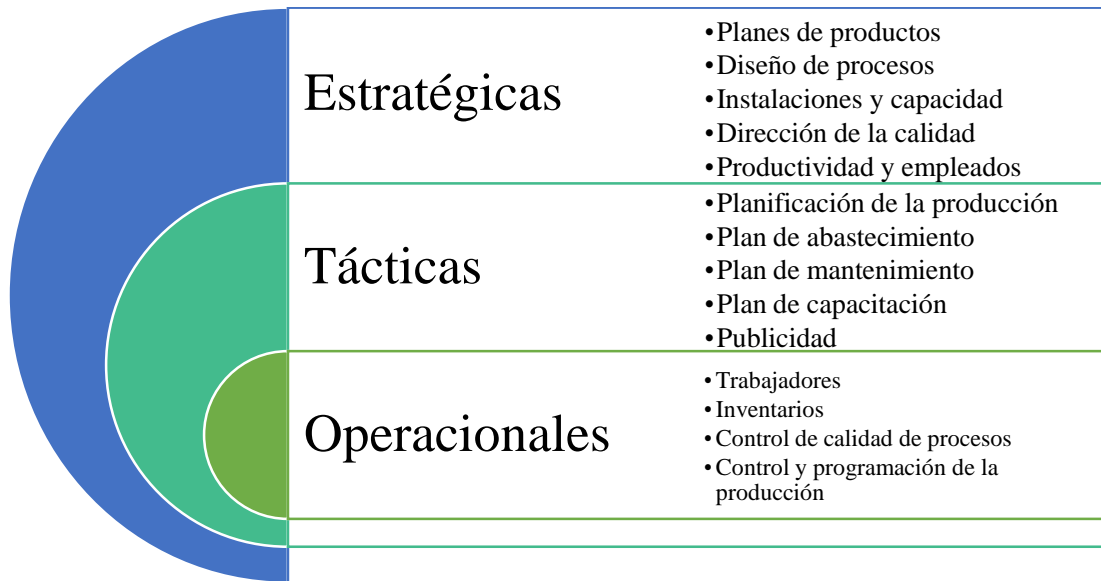 Estratégicas
•Planes de productos
•Diseño de procesos
•Instalaciones y capacidad
•Dirección de la calidad
•Productividad y empleados
Tácticas
•Planificación de la producción
•Plan de abastecimiento
•Plan de mantenimiento
•Plan de capacitación
•Publicidad
Operacionales
•Trabajadores
•Inventarios
•Control de calidad de procesos
•Control y programación de la
producción